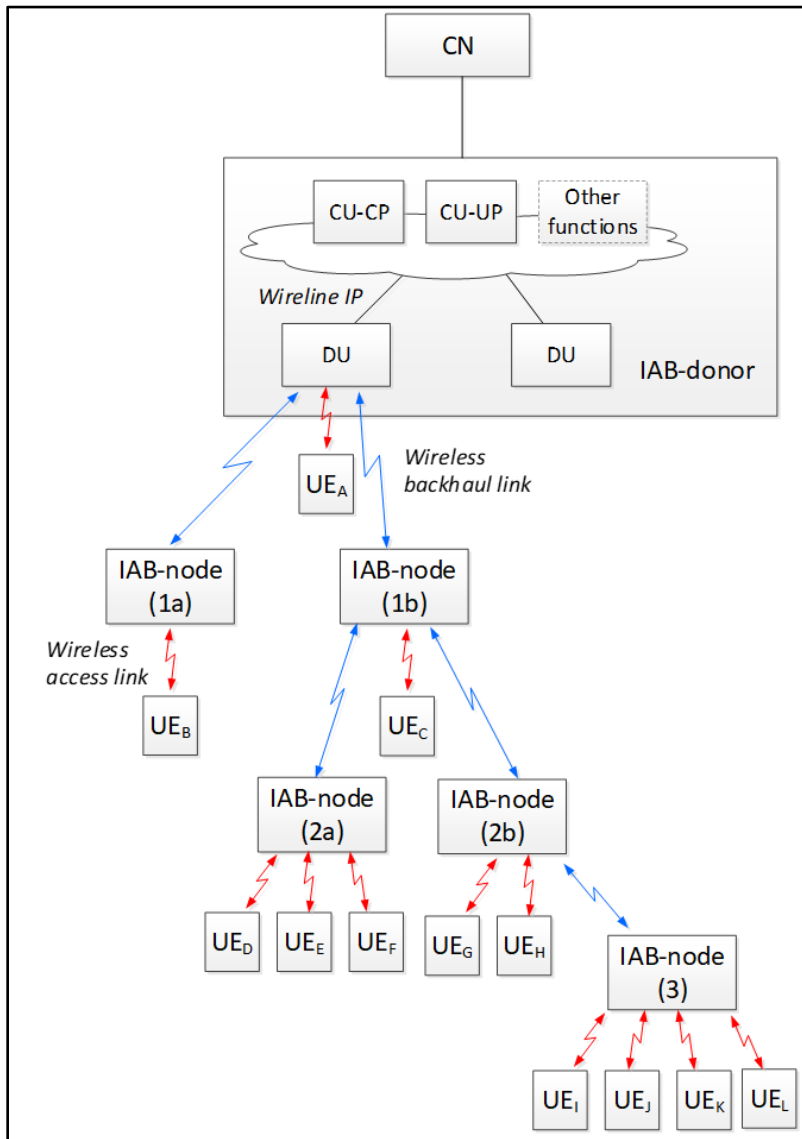 CN
CU-CP
CU-UP
Other
functions
Wireline IP
DU
DU
IAB-donor
UEA
Wireless
backhaul link
IAB-node
(1a)
IAB-node
(1b)
Wireless
access link
UEB
UEC
IAB-node
(2a)
IAB-node
(2b)
UED
UEE
UEF
UEG
UEH
IAB-node
(3)
UEI
UEJ
UEK
UEL